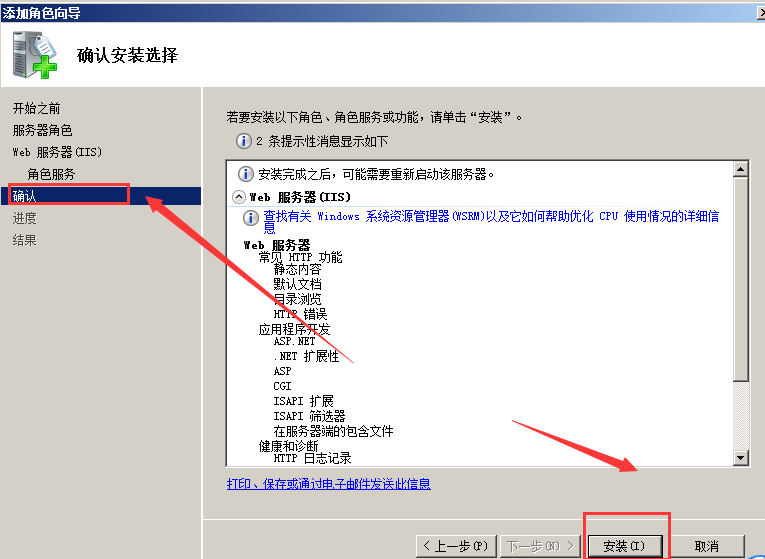 添加角色向导
确认安装选择
开始之前
服务器角色
Web 服务器(IIS)
角色服务
确认
进度
结果
若要安装以下角色、角色服务或功能，请单击“安装”。
2 条提示性消息显示如下
安装完成之后，可能需要重新启动该服务器。
Web 服务器(IIS)
查找有关 Windows 系统资源管理器(WSRM)以及它如何帮助优化 CPU 使用情况的详细信
息
Web 服务器
常见 HTTP 功能
静态内容
默认文档
目录浏览
HTTP 错误
应用程序开发
ASP.NET
.NET 扩展性
ASP
CGI
ISAPI 扩展
ISAPI 筛选器
在服务器端的包含文件
健康和诊断
HTTP 日志记录
打印、保存或通过电子邮件发送此信息
< 上一步(P)
下一步(N) >
安装(I)
取消